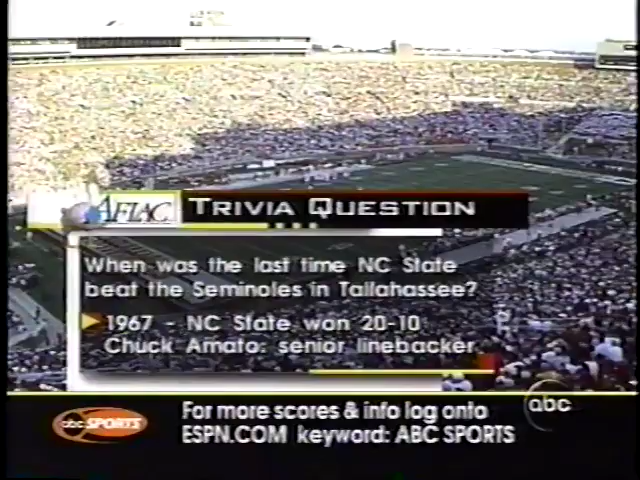 AFLAC TRIVIA QUESTION
When was the last time NC State
beat the Seminoles in Tallahassee?
1967 - NC State won 20-10
Chuck Amato: senior linebacker
abc SPORTS
For more scores & info log onto
ESPN.COM keyword: ABC SPORTS
abc